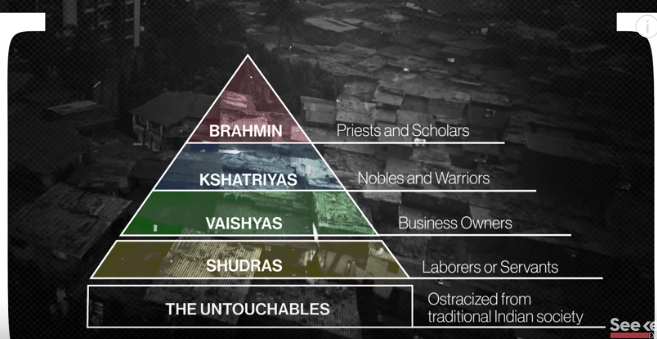 BRAHMIN Priests and Scholars
KSHATRIYAS Nobles and Warriors
VAISHYAS Business Owners
SHUDRAS Laborers or Servants
THE UNTOUCHABLES Ostracized from
traditional Indian society